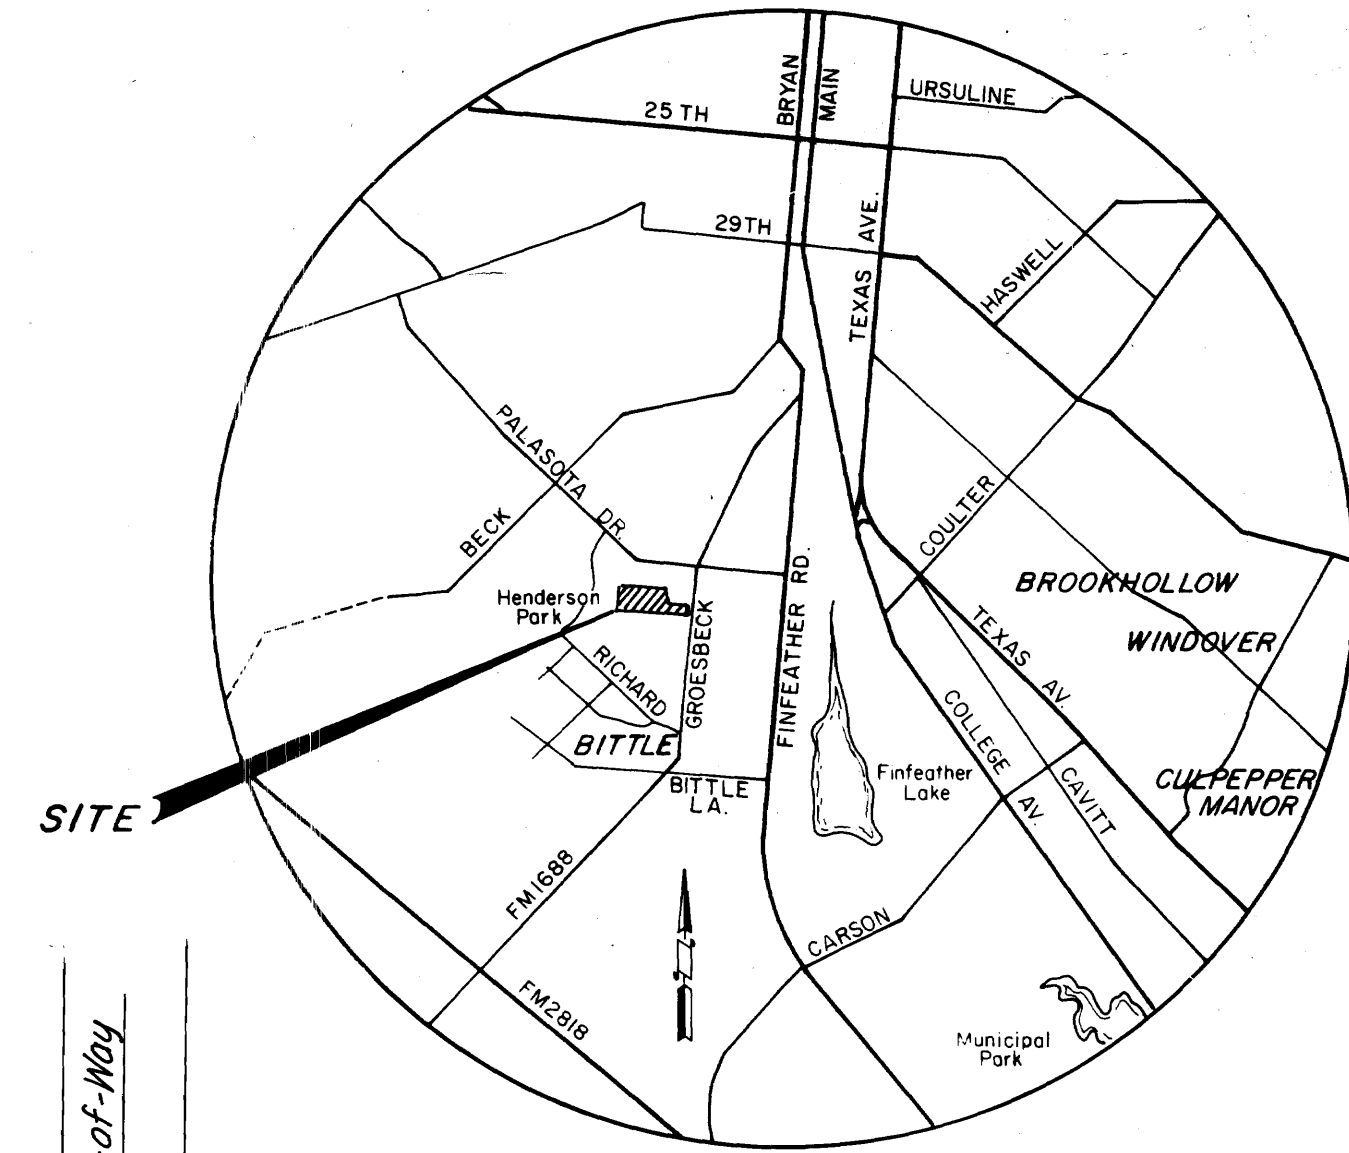 BRYAN
MAIN
URSULINE
25 TH
29TH
TEXAS AVE.
HASWELL
PALASOTA DR.
BECK
COULTER
Henderson
Park
GROESBECK
FINFEATHER RD.
BROOKHOLLOW
WINDOVER
TEXAS AV.
RICHARD
BITTLE
BITTLE
LA.
COLLEGE AV.
CAVITT
Finfeather
Lake
CULPEPPER
MANOR
SITE
FM1688
FM2818
CARSON
Municipal
Park
-of-Way